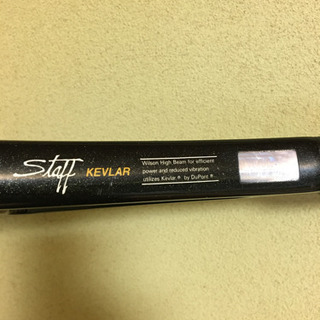 Staff KEVLAR
Wilson High Beam for efficient
power and reduced vibration
utilizes Kevlar ® by DuPont ®.